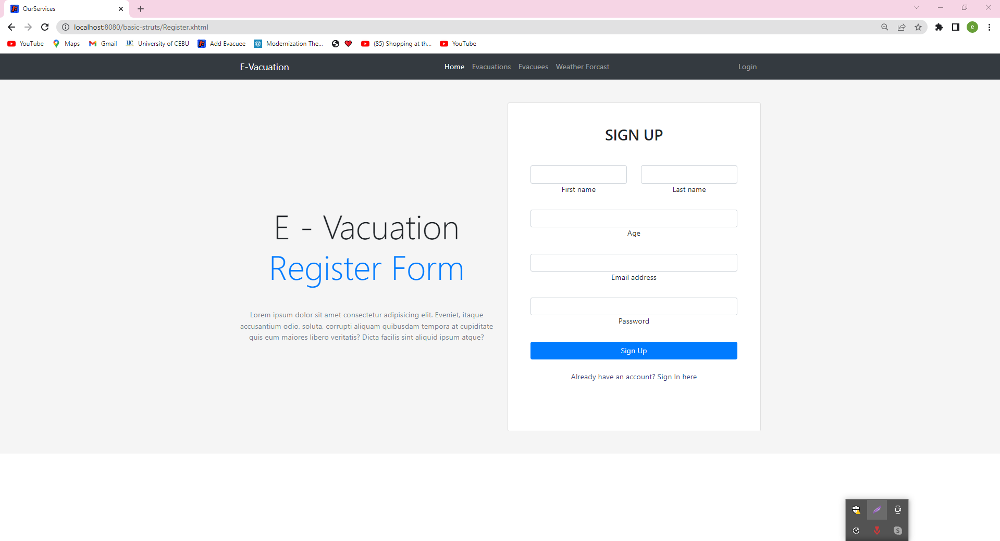 OurServices
localhost:8080/basic-struts/Register.xhtml
e
YouTube Maps Gmail University of CEBU Add Evacuee Modernization The... (85) Shopping at th... YouTube
E-Vacuation Home Evacuations Evacuees Weather Forcast Login
SIGN UP
First name Last name
Age
Email address
Password
Sign Up
Already have an account? Sign In here
E - Vacuation
Register Form
Lorem ipsum dolor sit amet consectetur adipisicing elit. Eveniet, itaque
accusantium odio, soluta, corrupti aliquam quibusdam tempora at cupiditate
quis eum maiores libero veritatis? Dicta facilis sint aliquid ipsum atque?